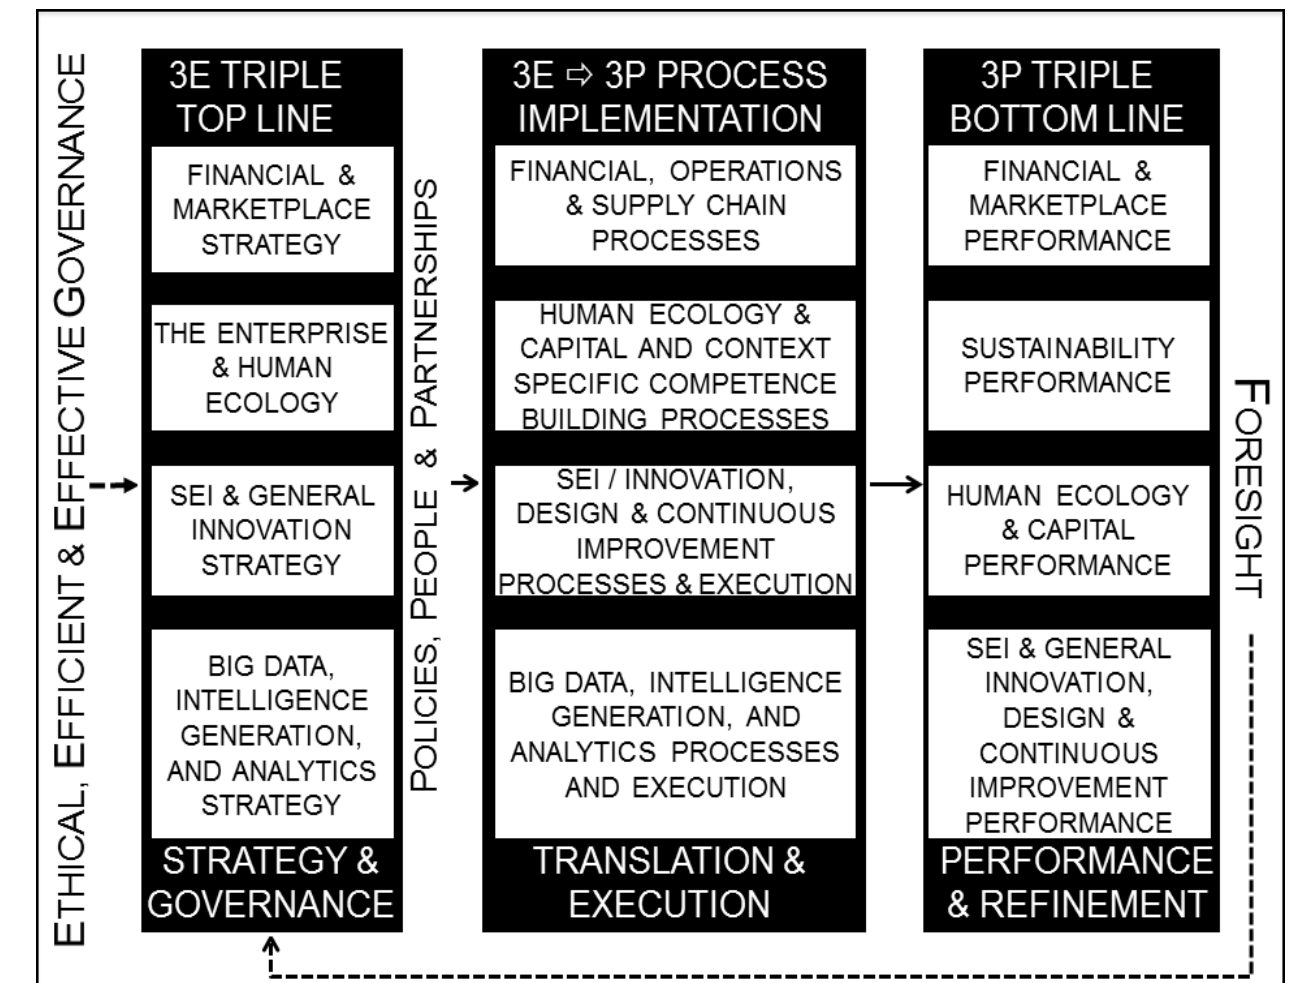 ETHICAL, EFFICIENT & EFFECTIVE GOVERNANCE
3E TRIPLE
TOP LINE
FINANCIAL &
MARKETPLACE
STRATEGY
THE ENTERPRISE
& HUMAN
ECOLOGY
SEI & GENERAL
INNOVATION
STRATEGY
BIG DATA,
INTELLIGENCE
GENERATION,
AND ANALYTICS
STRATEGY
STRATEGY &
GOVERNANCE
POLICIES, PEOPLE & PARTNERSHIPS
3E ⇨ 3P PROCESS
IMPLEMENTATION
FINANCIAL, OPERATIONS
& SUPPLY CHAIN
PROCESSES
HUMAN ECOLOGY &
CAPITAL AND CONTEXT
SPECIFIC COMPETENCE
BUILDING PROCESSES
SEI / INNOVATION,
DESIGN & CONTINUOUS
IMPROVEMENT
PROCESSES & EXECUTION
BIG DATA, INTELLIGENCE
GENERATION, AND
ANALYTICS PROCESSES
AND EXECUTION
TRANSLATION &
EXECUTION
3P TRIPLE
BOTTOM LINE
FINANCIAL &
MARKETPLACE
PERFORMANCE
SUSTAINABILITY
PERFORMANCE
HUMAN ECOLOGY
& CAPITAL
PERFORMANCE
SEI & GENERAL
INNOVATION,
DESIGN &
CONTINUOUS
IMPROVEMENT
PERFORMANCE
PERFORMANCE
& REFINEMENT
FORESIGHT